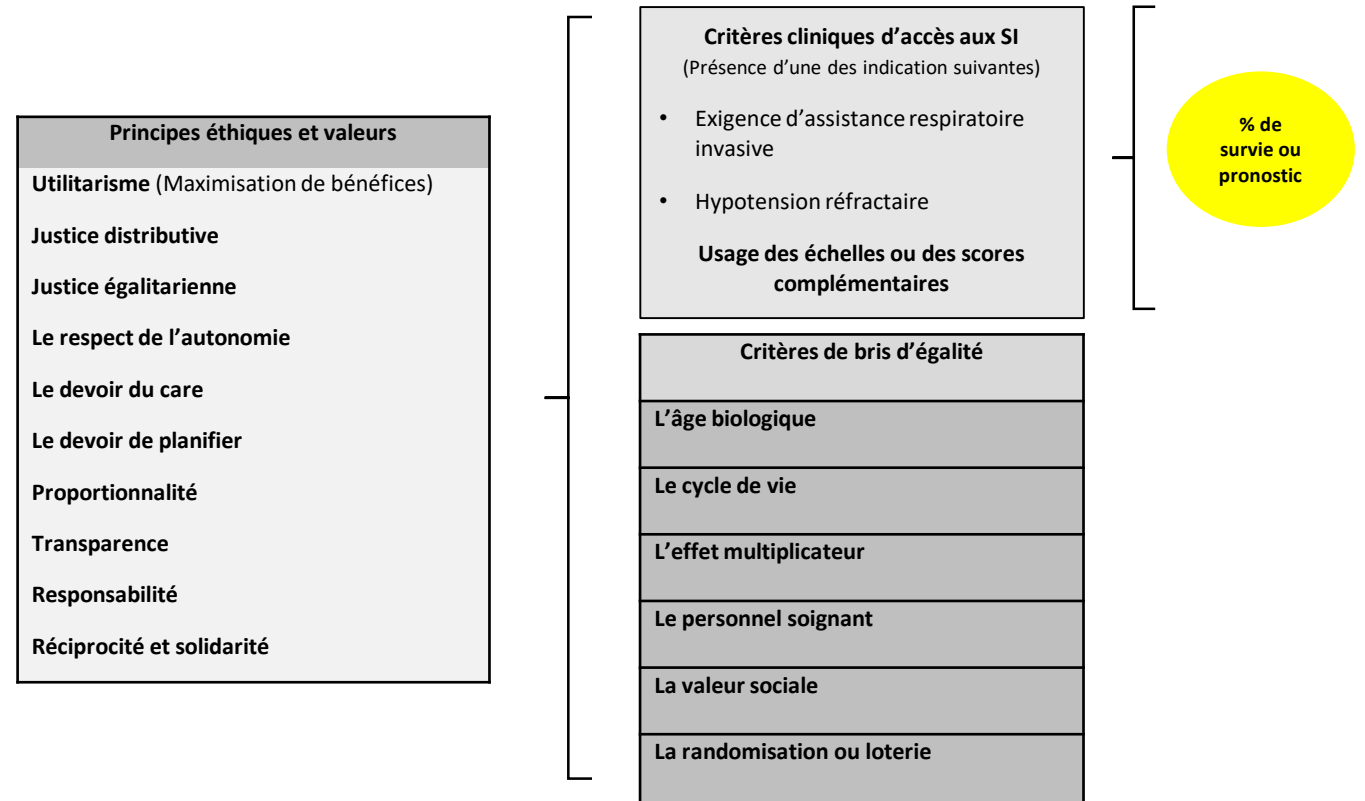 Principes éthiques et valeurs
Utilitarisme (Maximisation de bénéfices)
Justice distributive
Justice égalitarienne
Le respect de l’autonomie
Le devoir du care
Le devoir de planifier
Proportionnalité
Transparence
Responsabilité
Réciprocité et solidarité
Critères cliniques d’accès aux SI
(Présence d’une des indication suivantes)
• Exigence d’assistance respiratoire
invasive
• Hypotension réfractaire
Usage des échelles ou des scores
complémentaires
Critères de bris d’égalité
L’âge biologique
Le cycle de vie
L’effet multiplicateur
Le personnel soignant
La valeur sociale
La randomisation ou loterie
% de
survie ou
pronostic